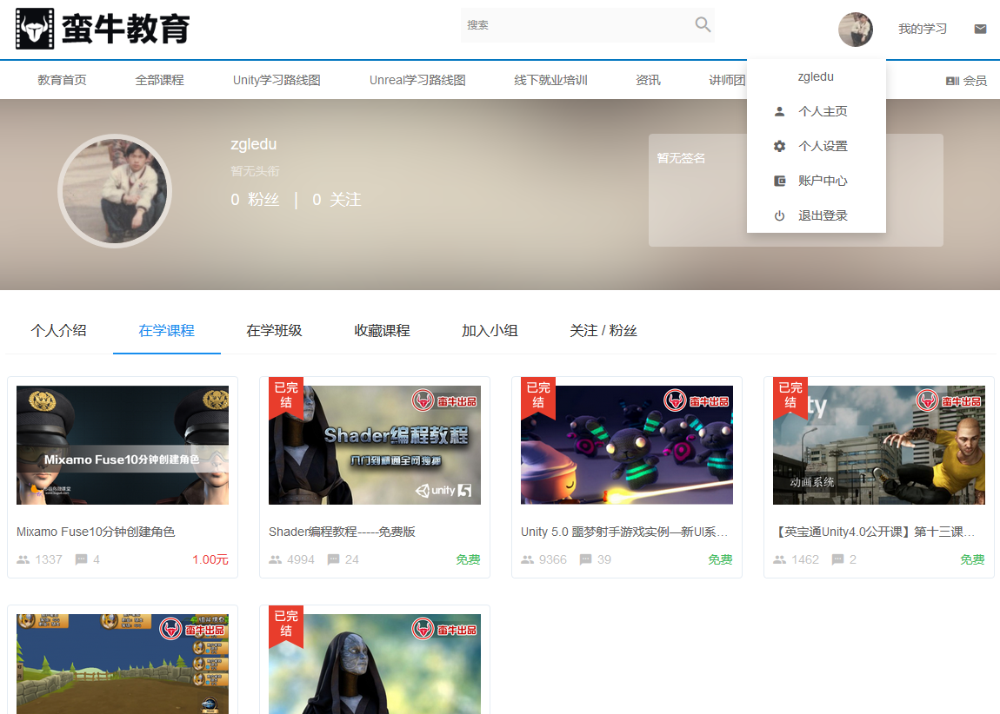 蛮牛教育
搜索
我的学习
教育首页
全部课程
Unity学习路线图
Unreal学习路线图
线下就业培训
资讯
讲师团
会员
zgledu
个人主页
个人设置
账户中心
退出登录
zgledu
暂无头衔
0 粉丝 | 0 关注
暂无签名
个人介绍
在学课程
在学班级
收藏课程
加入小组
关注 / 粉丝
Mixamo Fuse10分钟创建角色
Mixamo Fuse10分钟创建角色
1337
4
1.00元
已完
结
蛮牛出品
Shader编程教程
入门到精通全网独家
unity 5
Shader编程教程-----免费版
4994
24
免费
已完
结
蛮牛出品
Unity 5.0 噩梦射手游戏实例—新UI系…
9366
39
免费
已完
结
ty
蛮牛出品
动画系统
【英宝通Unity4.0公开课】第十三课…
1462
2
免费
蛮牛出品
已完
结
蛮牛出品